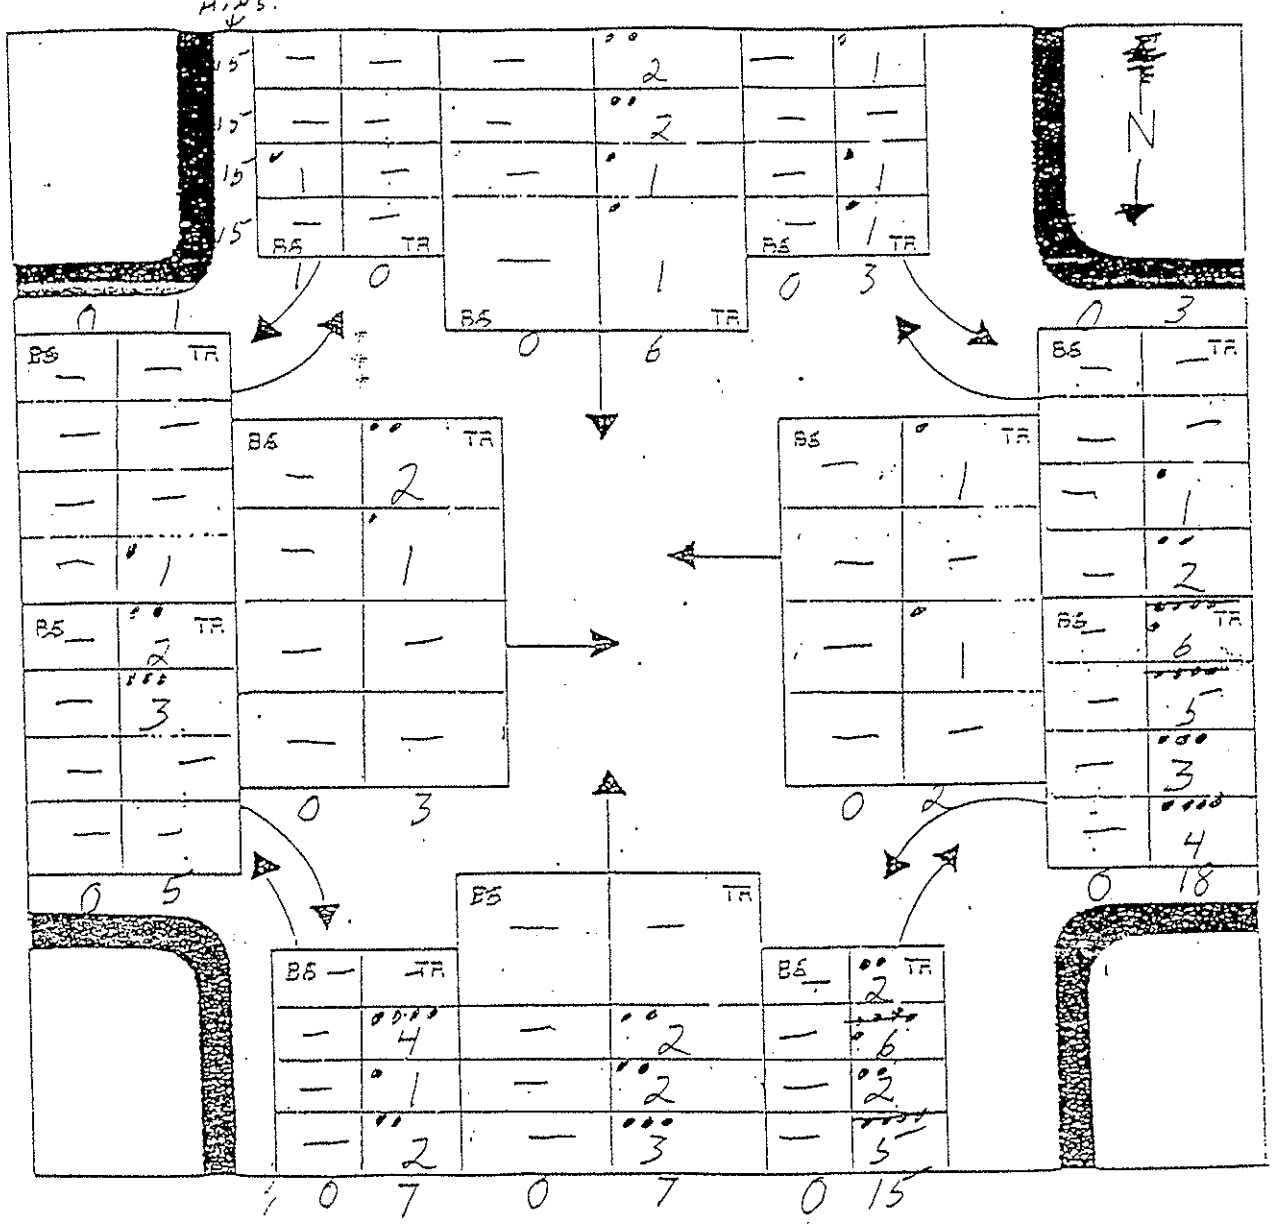 MINS.
15 — — — 2 — 1
15 — — — 2 — —
15 1 — — 1 — 1
15 — — — 1 — 1
BS TR BS TR BS TR
1 0 0 6 0 3
N
0 1
BS TR
— —
— —
— —
— 1
BS TR
— 2
— 3
— —
— —
0 5
BS TR
— 2
— 1
— —
— —
0 3
BS TR
— 1
— —
— 1
— —
0 2
0 3
BS TR
— —
— —
— 1
— 2
BS TR
— 6
— 5
— 3
— 4
0 18
BS TR BS TR BS TR
— — — — — 2
— 4 — 2 — 6
— 1 — 2 — 2
— 2 — 3 — 5
0 7 0 7 0 15